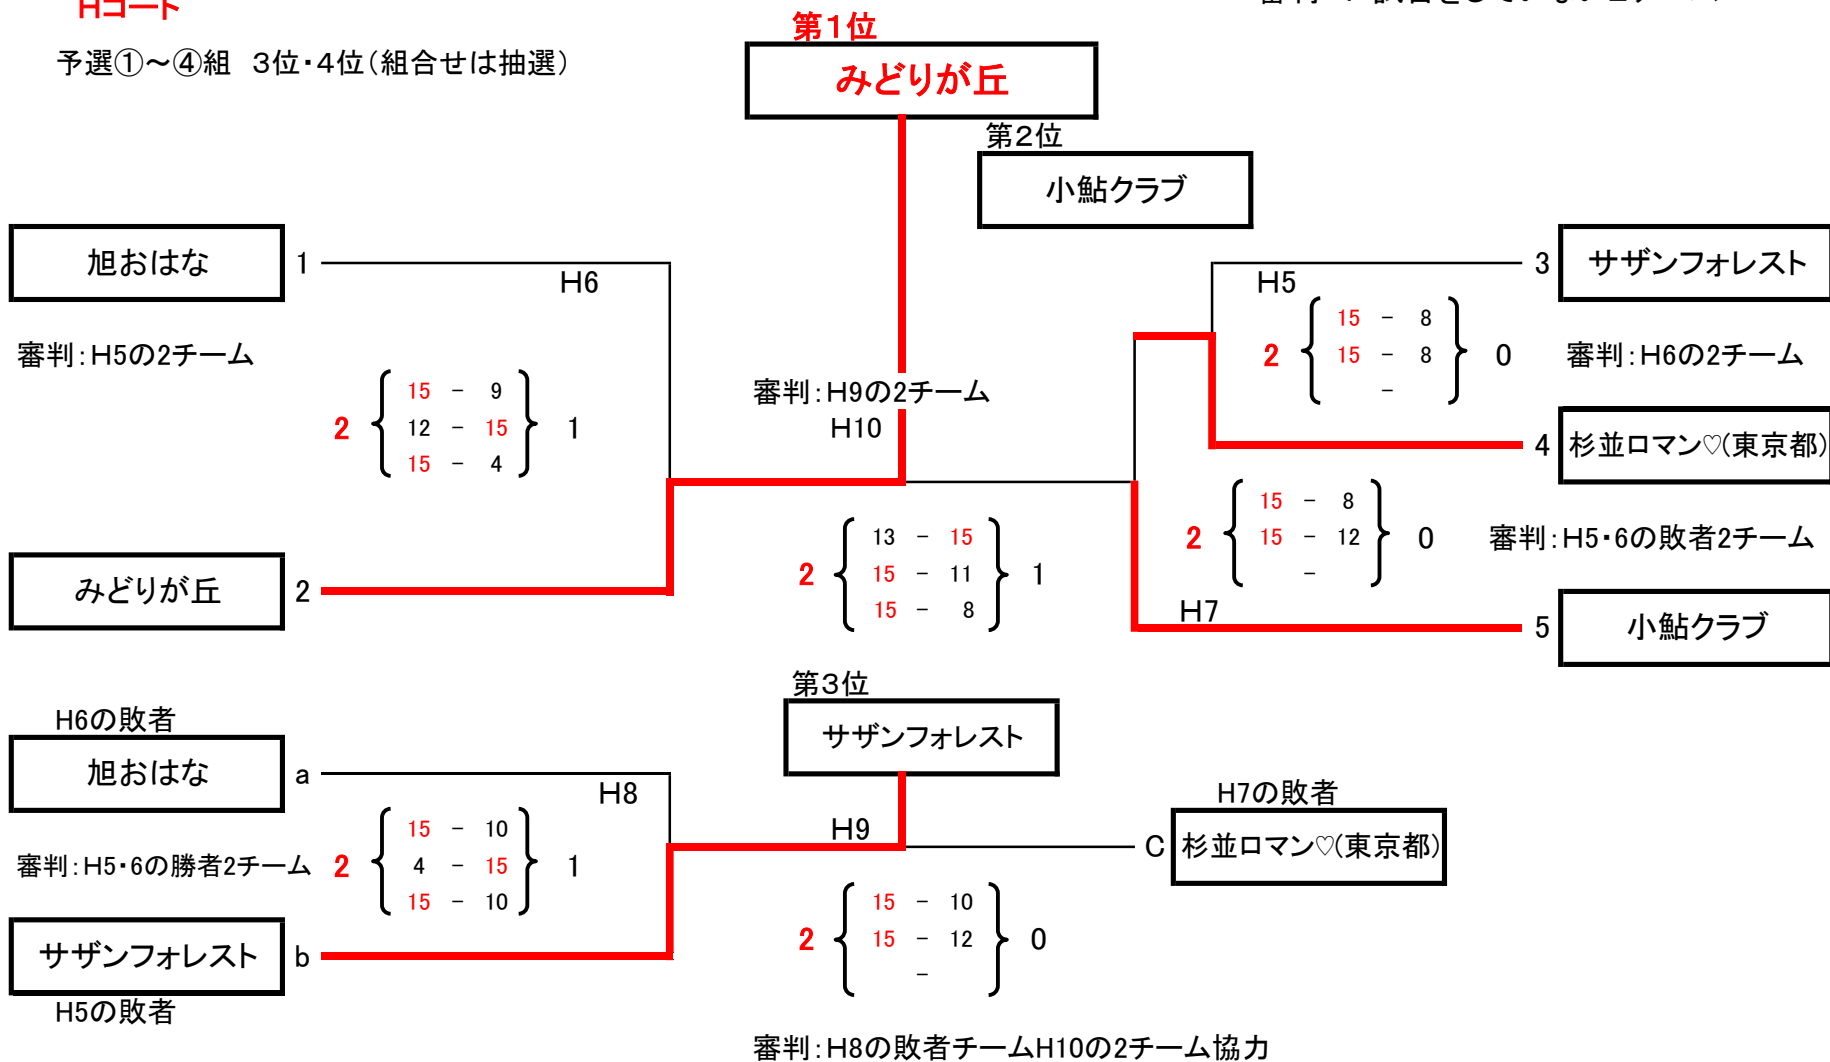 Hコート
第1位
予選①～④組　3位・4位(組合せは抽選)
みどりが丘
第2位
小鮎クラブ
旭おはな 1
H6
H5
3 サザンフォレスト
審判:H5の2チーム
15 - 8
2 15 - 8 0
-
審判:H6の2チーム
15 - 9
2 12 - 15 1
15 - 4
審判:H9の2チーム
H10
4 杉並ロマン♡(東京都)
15 - 8
2 15 - 12 0
-
審判:H5・6の敗者2チーム
13 - 15
2 15 - 11 1
15 - 8
みどりが丘 2
H7
5 小鮎クラブ
第3位
サザンフォレスト
H6の敗者
旭おはな a
H8
H7の敗者
H9
C 杉並ロマン♡(東京都)
15 - 10
審判:H5・6の勝者2チーム 2 4 - 15 1
15 - 10
15 - 10
2 15 - 12 0
-
サザンフォレスト b
H5の敗者
審判:H8の敗者チームH10の2チーム協力